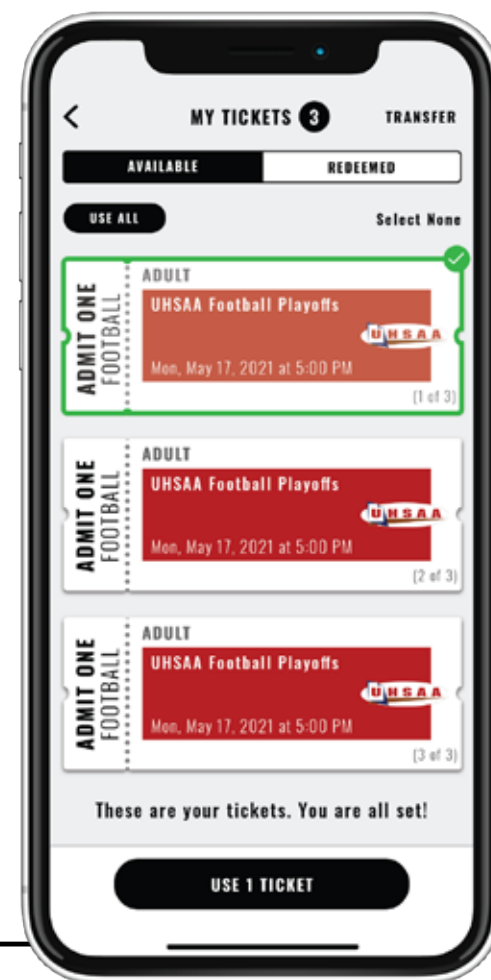 MY TICKETS 3 TRANSFER
AVAILABLE REDEEMED
USE ALL Select None
ADMIT ONE
FOOTBALL
ADULT
UHSAA Football Playoffs
UHSAA
Mon, May 17, 2021 at 5:00 PM
(1 of 3)
ADMIT ONE
FOOTBALL
ADULT
UHSAA Football Playoffs
UHSAA
Mon, May 17, 2021 at 5:00 PM
(2 of 3)
ADMIT ONE
FOOTBALL
ADULT
UHSAA Football Playoffs
UHSAA
Mon, May 17, 2021 at 5:00 PM
(3 of 3)
These are your tickets. You are all set!
USE 1 TICKET